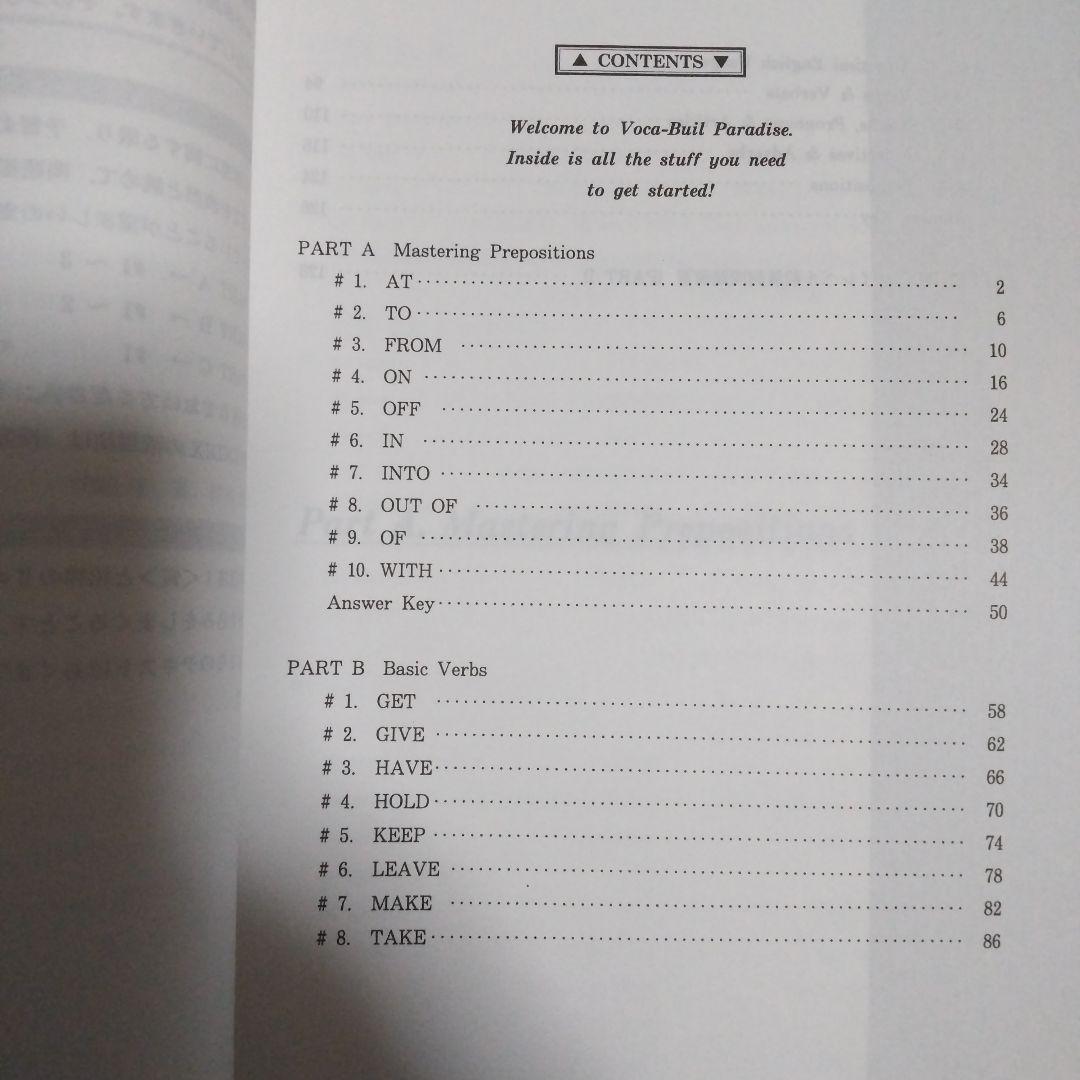 ▲ CONTENTS ▼
Welcome to Voca-Buil Paradise.
Inside is all the stuff you need
to get started!
PART A Mastering Prepositions
# 1. AT 2
# 2. TO 6
# 3. FROM 10
# 4. ON 16
# 5. OFF 24
# 6. IN 28
# 7. INTO 34
# 8. OUT OF 36
# 9. OF 38
# 10. WITH 44
Answer Key 50
PART B Basic Verbs
# 1. GET 58
# 2. GIVE 62
# 3. HAVE 66
# 4. HOLD 70
# 5. KEEP 74
# 6. LEAVE 78
# 7. MAKE 82
# 8. TAKE 86